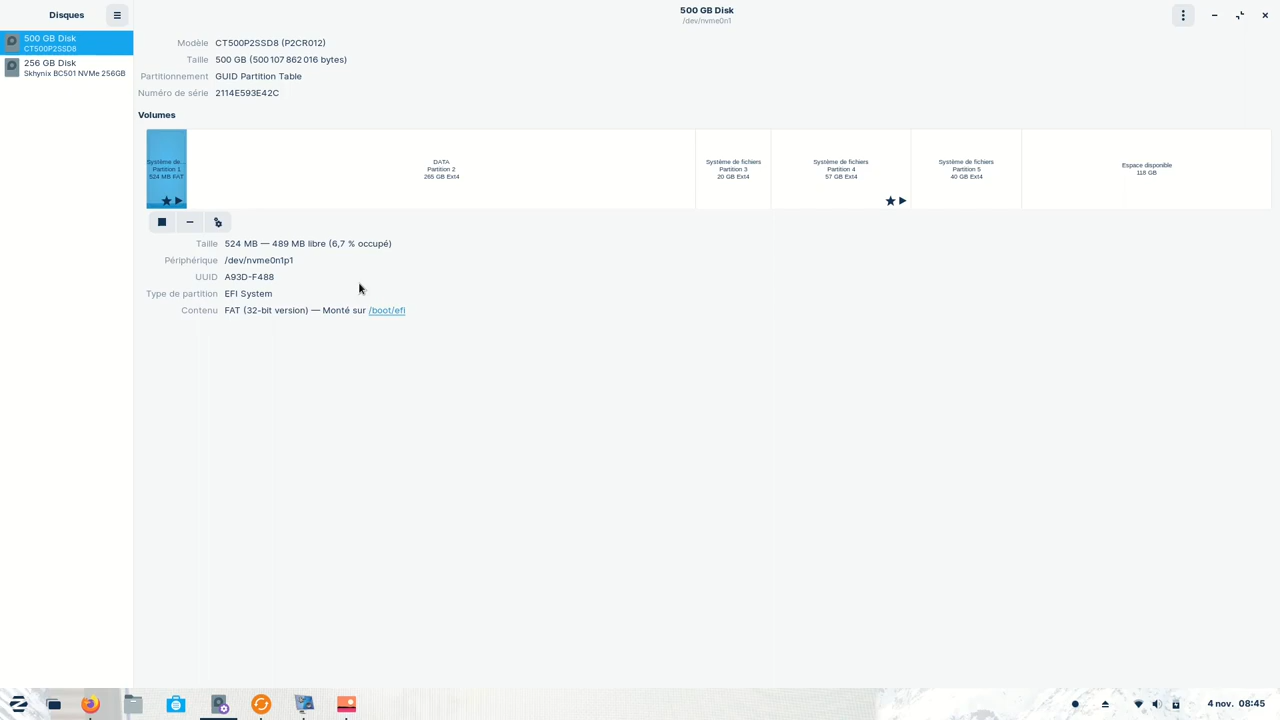 Disques
500 GB Disk
/dev/nvme0n1
500 GB Disk
CT500P2SSD8
256 GB Disk
Skhynix BC501 NVMe 256GB
Modèle CT500P2SSD8 (P2CR012)
Taille 500 GB (500 107 862 016 bytes)
Partitionnement GUID Partition Table
Numéro de série 2114E593E42C
Volumes
Système de…
Partition 1
524 MB FAT
DATA
Partition 2
265 GB Ext4
Système de fichiers
Partition 3
20 GB Ext4
Système de fichiers
Partition 4
57 GB Ext4
Système de fichiers
Partition 5
40 GB Ext4
Espace disponible
118 GB
Taille 524 MB — 489 MB libre (6,7 % occupé)
Périphérique /dev/nvme0n1p1
UUID A93D-F488
Type de partition EFI System
Contenu FAT (32-bit version) — Monté sur /boot/efi
4 nov. 08:45